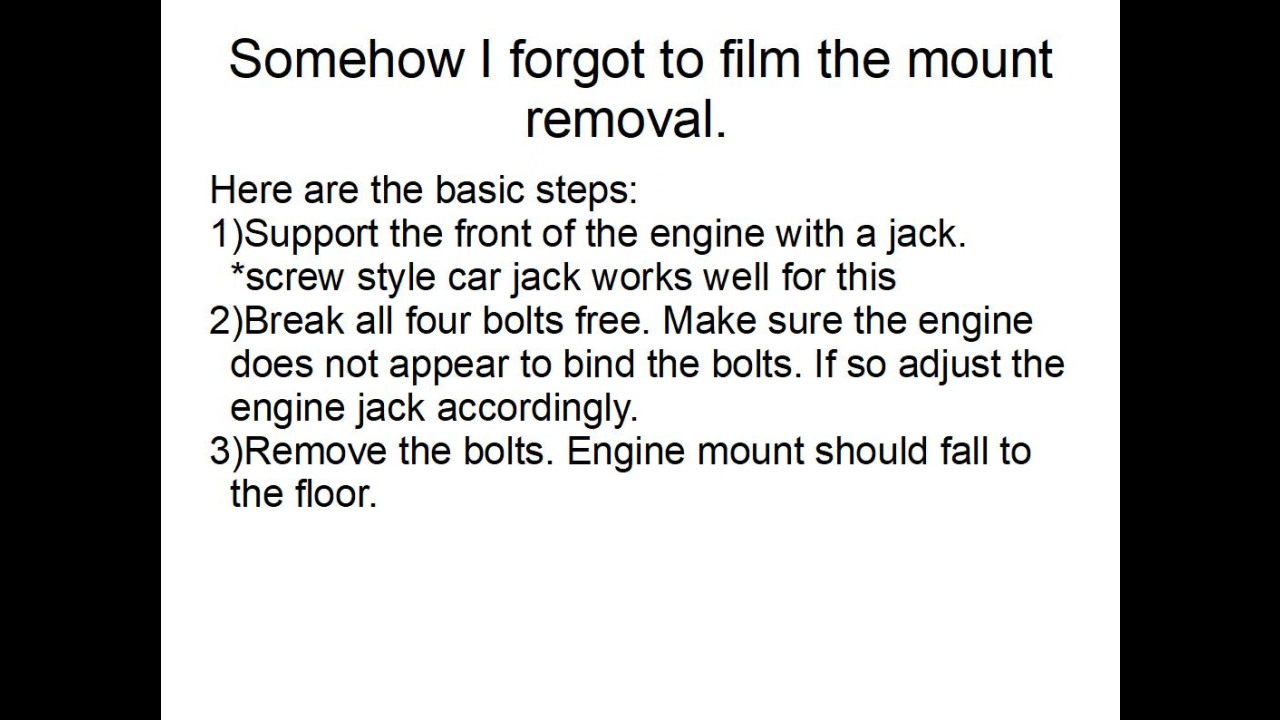 Somehow I forgot to film the mount
removal.
Here are the basic steps:
1)Support the front of the engine with a jack.
*screw style car jack works well for this
2)Break all four bolts free. Make sure the engine
does not appear to bind the bolts. If so adjust the
engine jack accordingly.
3)Remove the bolts. Engine mount should fall to
the floor.